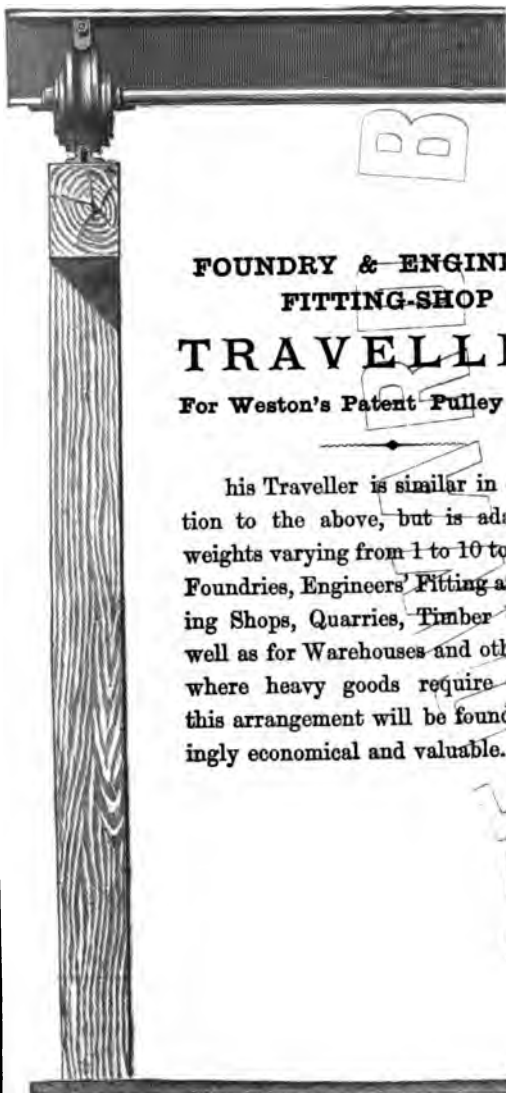 FOUNDRY & ENGINE
FITTING-SHOP
TRAVELLE
For Weston's Patent Pulley
his Traveller is similar in
tion to the above, but is ada
weights varying from 1 to 10 to
Foundries, Engineers' Fitting a
ing Shops, Quarries, Timber
well as for Warehouses and oth
where heavy goods require
this arrangement will be found
ingly economical and valuable.